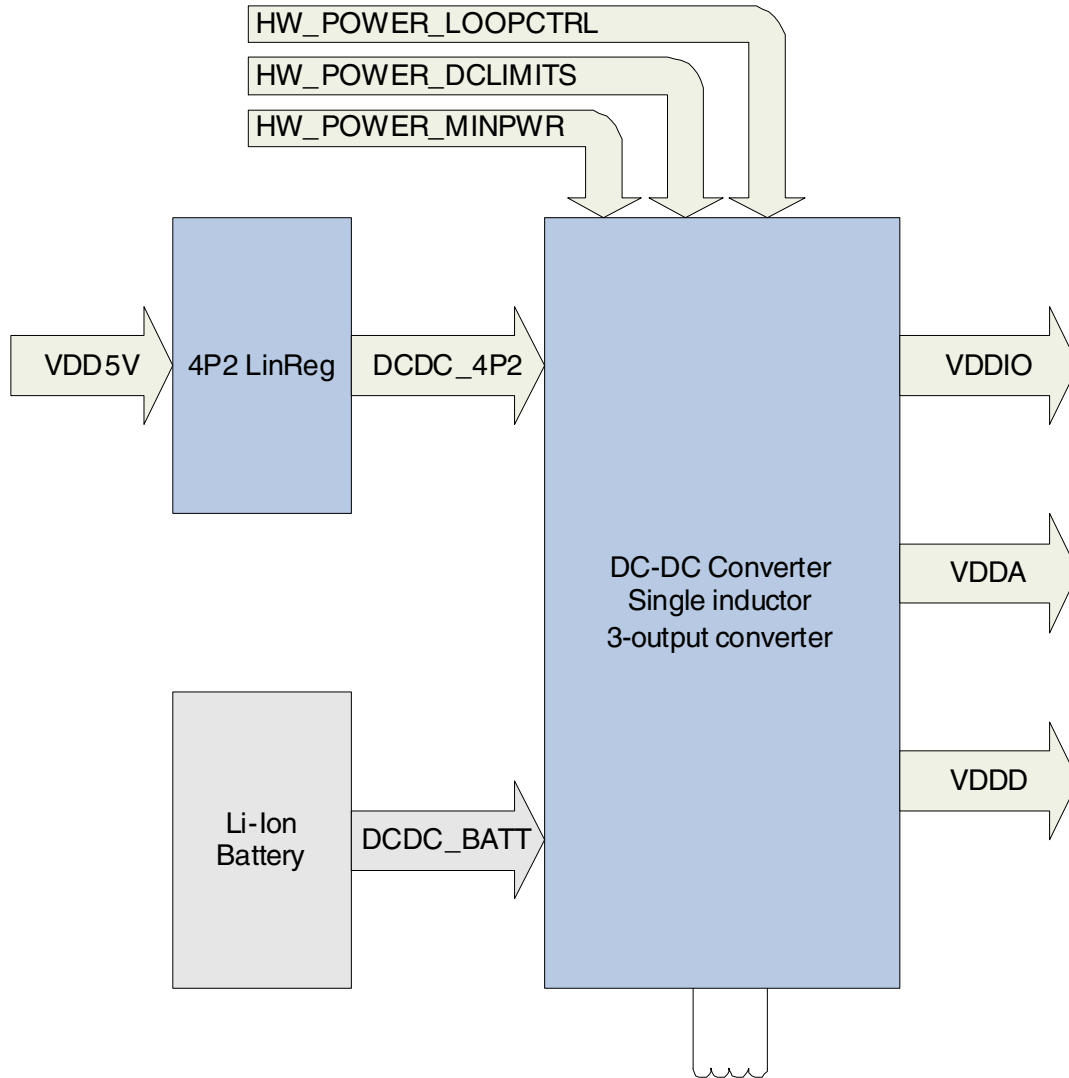 HW_POWER_LOOPCTRL
HW_POWER_DCLIMITS
HW_POWER_MINPWR
VDD5V
4P2 LinReg
DCDC_4P2
VDDIO
DC-DC Converter
Single inductor
3-output converter
VDDA
Li-Ion
Battery
DCDC_BATT
VDDD